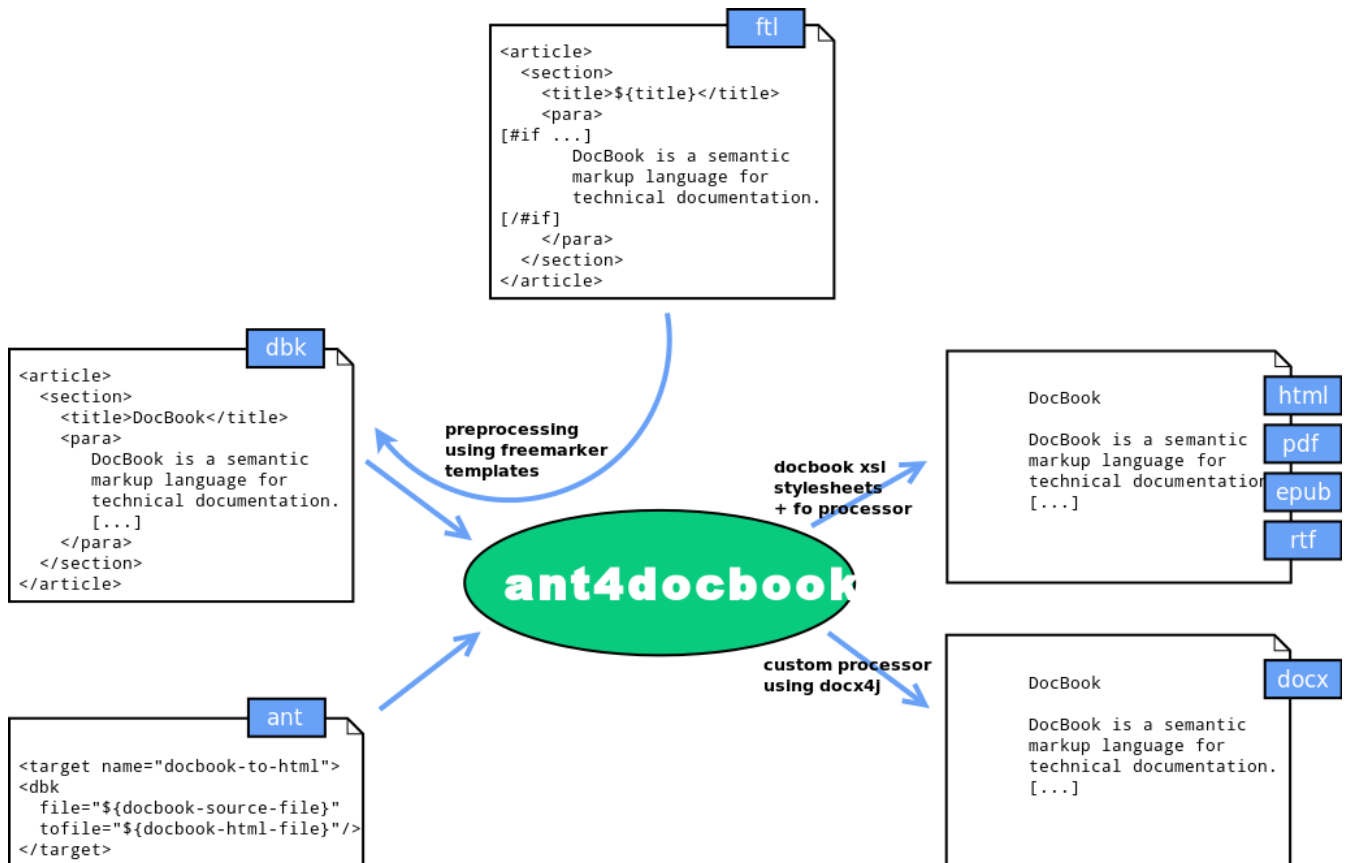 ftl
<article>
  <section>
    <title>${title}</title>
    <para>
[#if ...]
       DocBook is a semantic
       markup language for
       technical documentation.
[/#if]
    </para>
  </section>
</article>
dbk
<article>
  <section>
    <title>DocBook</title>
    <para>
       DocBook is a semantic
       markup language for
       technical documentation.
       [...]
    </para>
  </section>
</article>
preprocessing
using freemarker
templates
docbook xsl
stylesheets
+ fo processor
html
pdf
epub
rtf
DocBook
DocBook is a semantic
markup language for
technical documentation
[...]
ant4docbook
custom processor
using docx4j
ant
<target name="docbook-to-html">
<dbk
  file="${docbook-source-file}"
  tofile="${docbook-html-file}"/>
</target>
docx
DocBook
DocBook is a semantic
markup language for
technical documentation.
[...]